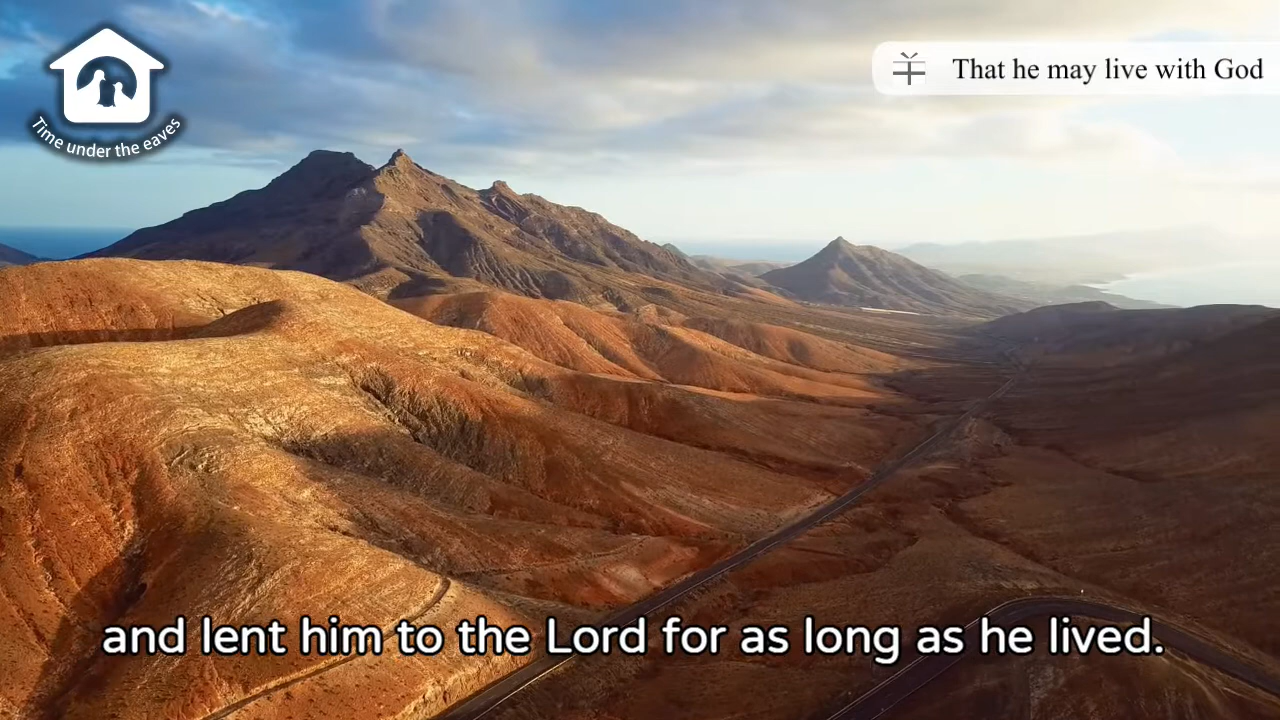 Time under the eaves
That he may live with God
and lent him to the Lord for as long as he lived.